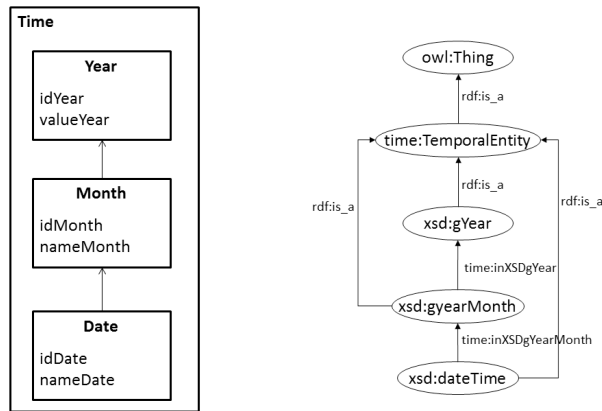 Time
Year
idYear
valueYear
Month
idMonth
nameMonth
Date
idDate
nameDate
owl:Thing
rdf:is_a
time:TemporalEntity
rdf:is_a
rdf:is_a
rdf:is_a
xsd:gYear
time:inXSDgYear
xsd:gyearMonth
time:inXSDgYearMonth
xsd:dateTime